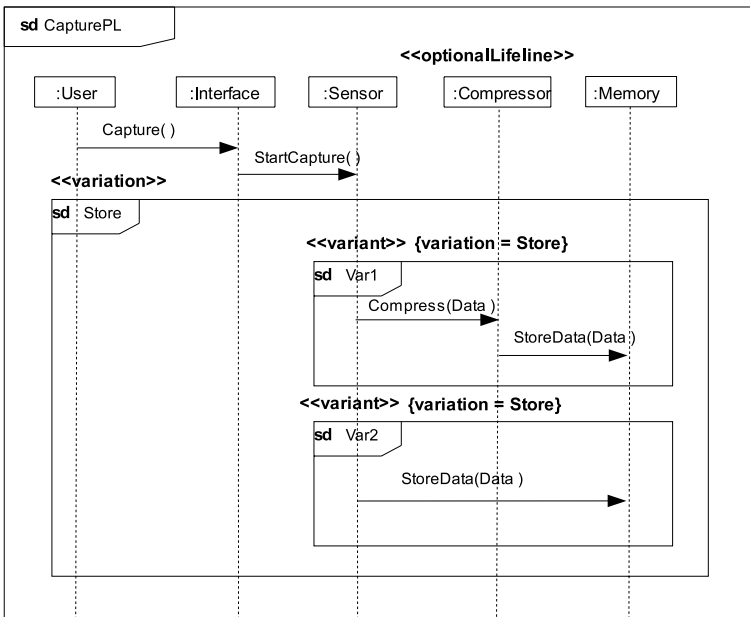 sd CapturePL
<<optionalLifeline>>
:User :Interface :Sensor :Compressor :Memory
Capture( )
StartCapture( )
<<variation>>
sd Store
<<variant>> {variation = Store}
sd Var1
Compress(Data )
StoreData(Data )
<<variant>> {variation = Store}
sd Var2
StoreData(Data )